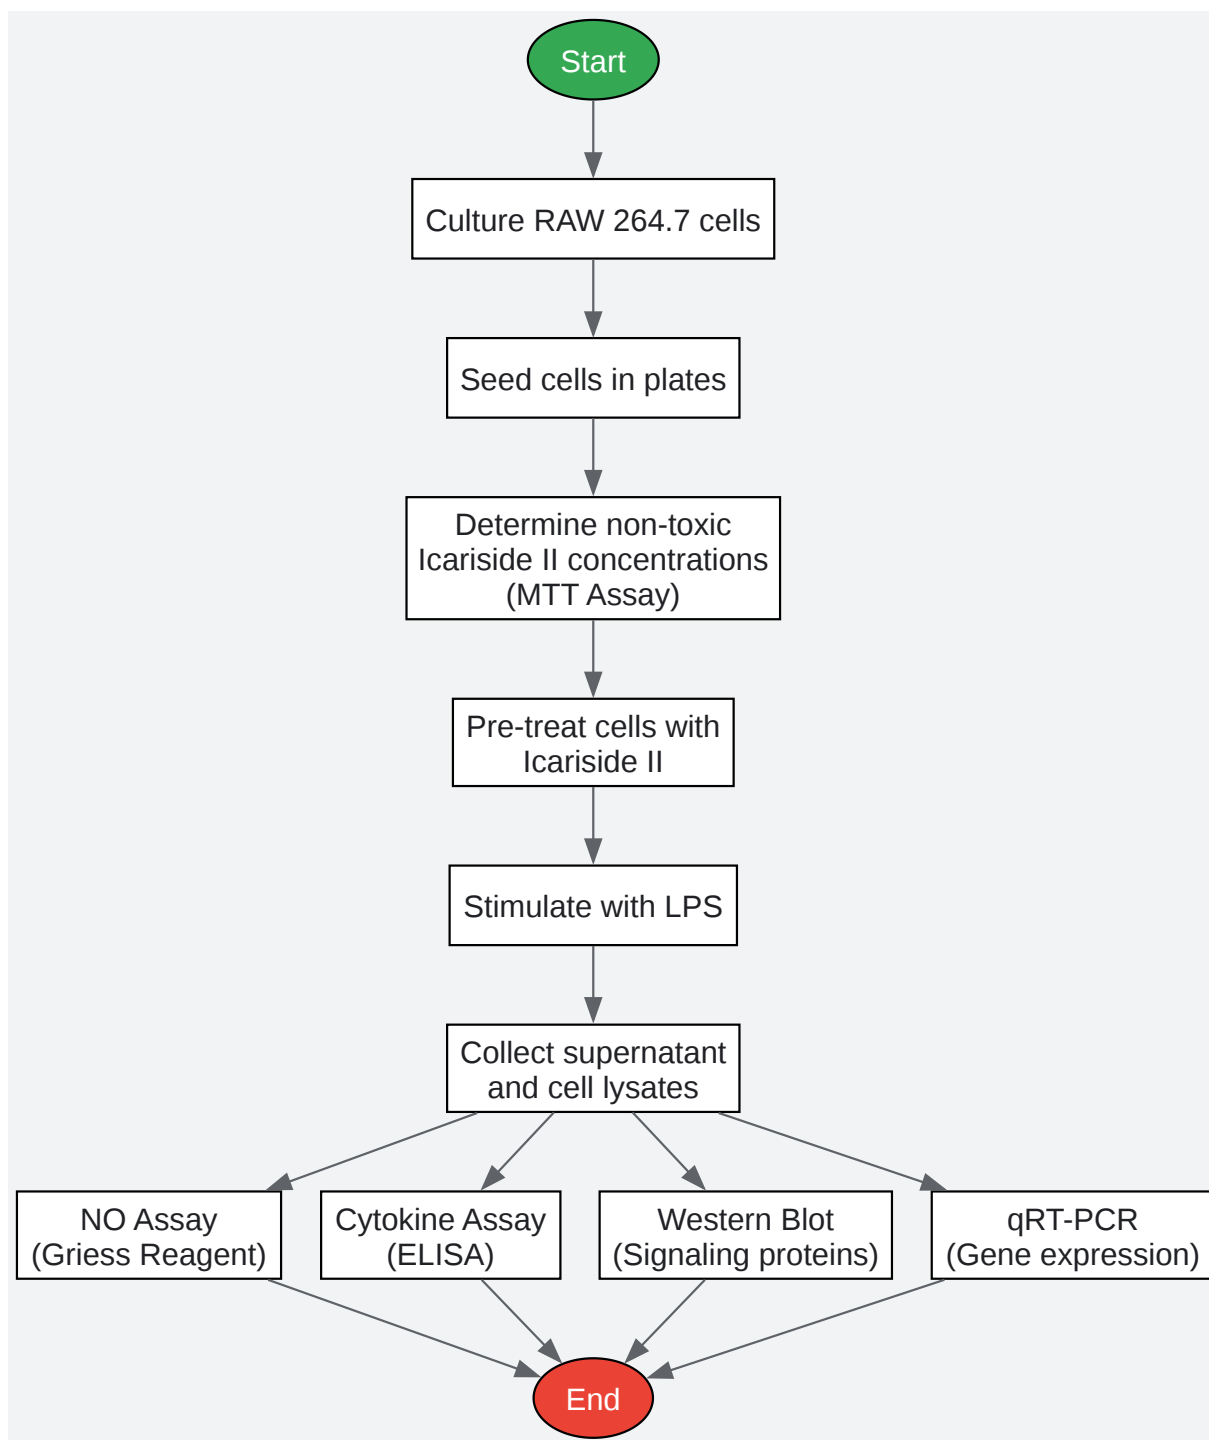 Start
Culture RAW 264.7 cells
Seed cells in plates
Determine non-toxic
Icariside II concentrations
(MTT Assay)
Pre-treat cells with
Icariside II
Stimulate with LPS
Collect supernatant
and cell lysates
NO Assay
(Griess Reagent)
Cytokine Assay
(ELISA)
Western Blot
(Signaling proteins)
qRT-PCR
(Gene expression)
End